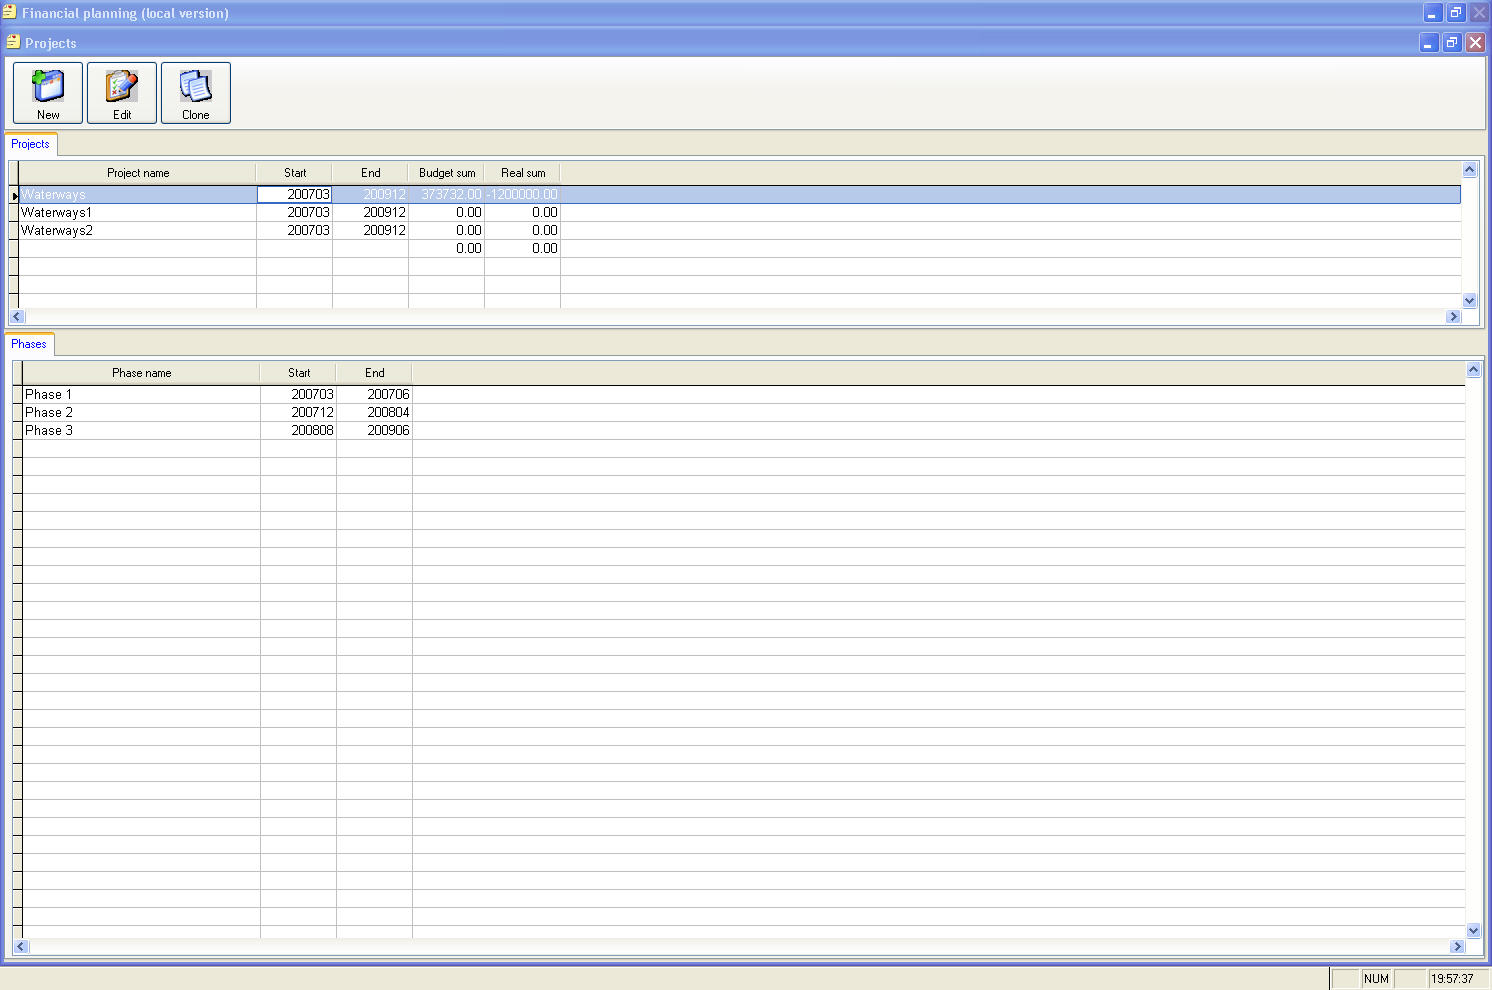 Financial planning (local version)
Projects
New Edit Clone
Projects
Project name Start End Budget sum Real sum
Waterways 200703 200912 373732.00 -1200000.00
Waterways1 200703 200912 0.00 0.00
Waterways2 200703 200912 0.00 0.00
0.00 0.00
Phases
Phase name Start End
Phase 1 200703 200706
Phase 2 200712 200804
Phase 3 200808 200906
NUM 19:57:37